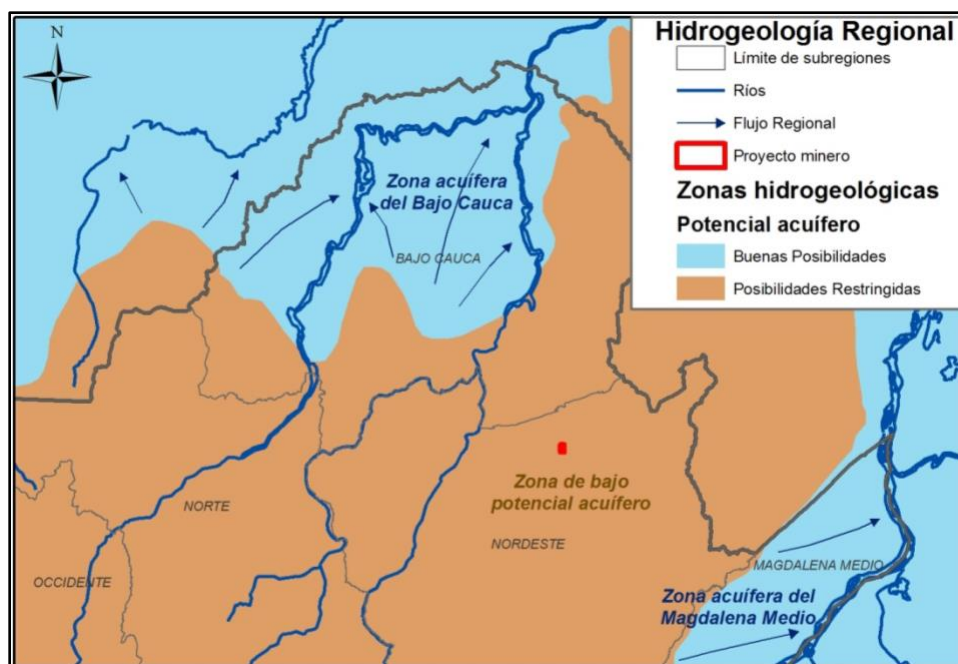 N
Hidrogeología Regional
Límite de subregiones
Ríos
Flujo Regional
Proyecto minero
Zonas hidrogeológicas
Potencial acuífero
Buenas Posibilidades
Posibilidades Restringidas
Zona acuífera
del Bajo Cauca
BAJO CAUCA
Zona de bajo
potencial acuífero
NORTE
NORDESTE
OCCIDENTE
MAGDALENA MEDIO
Zona acuífera del
Magdalena Medio